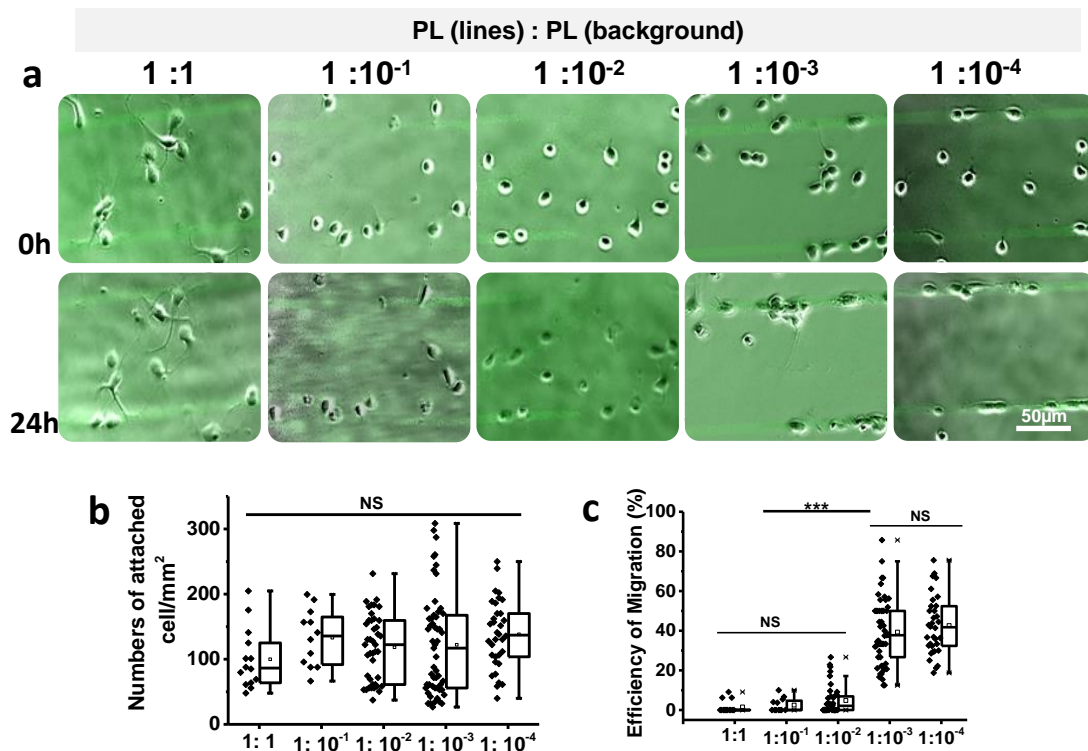 PL (lines) : PL (background)
a
1 :1 1 :10⁻¹ 1 :10⁻² 1 :10⁻³ 1 :10⁻⁴
0h
24h
50µm
b
NS
Numbers of attached
cell/mm²
300
200
100
0
1: 1 1: 10⁻¹ 1: 10⁻² 1: 10⁻³ 1: 10⁻⁴
c
***
NS
NS
Efficiency of Migration (%)
100
80
60
40
20
0
1:1 1:10⁻¹ 1:10⁻² 1:10⁻³ 1:10⁻⁴